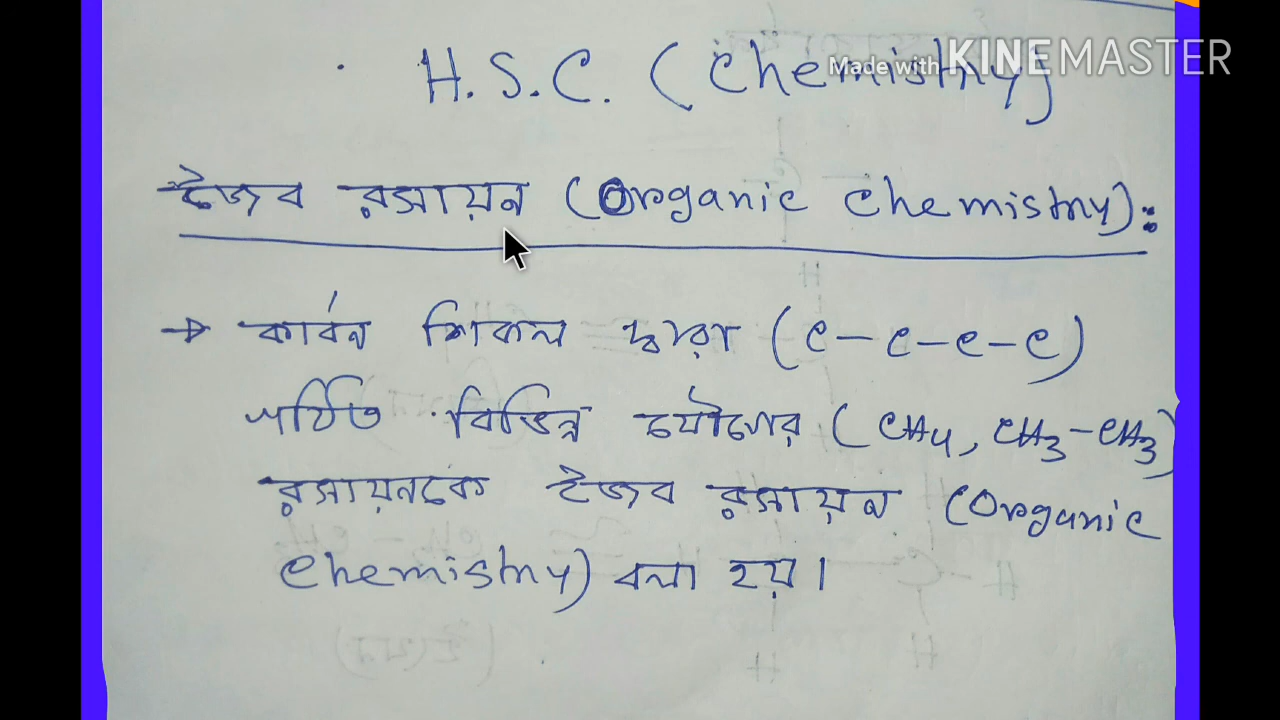 H.S.C. (Chemistry)
Made with KINEMASTER
জৈব রসায়ন (Organic Chemistry):
→ কার্বন শিকল দ্বারা (C-C-C-C)
গঠিত বিভিন্ন যৌগের (CH4, CH3-CH3)
রসায়নকে জৈব রসায়ন (Organic
Chemistry) বলা হয়।